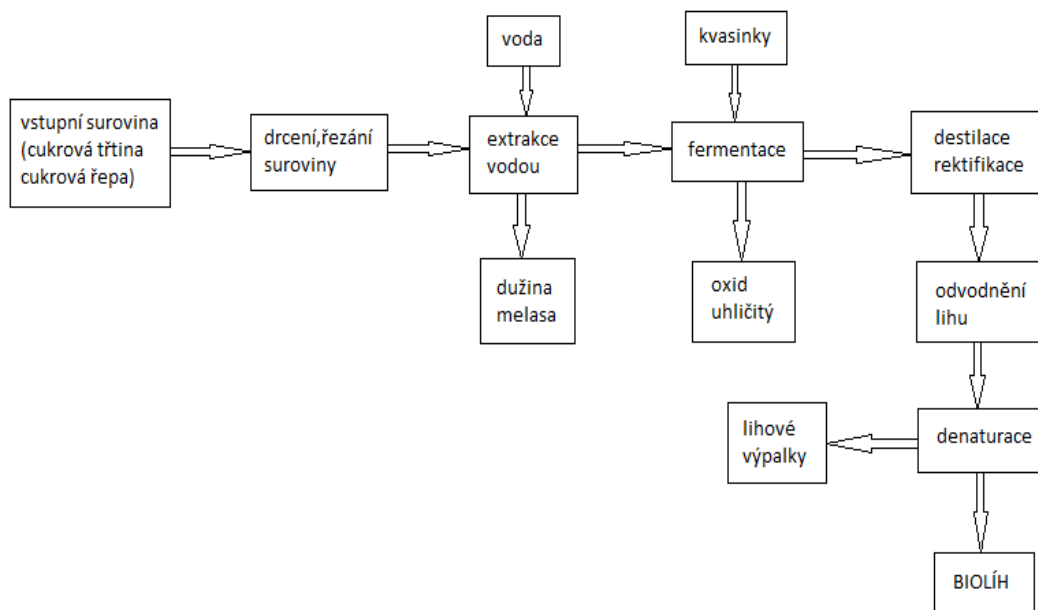 voda
kvasinky
vstupní surovina
(cukrová třtina
cukrová řepa)
drcení,řezání
suroviny
extrakce
vodou
fermentace
destilace
rektifikace
dužina
melasa
oxid
uhličitý
odvodnění
lihu
lihové
výpalky
denaturace
BIOLÍH